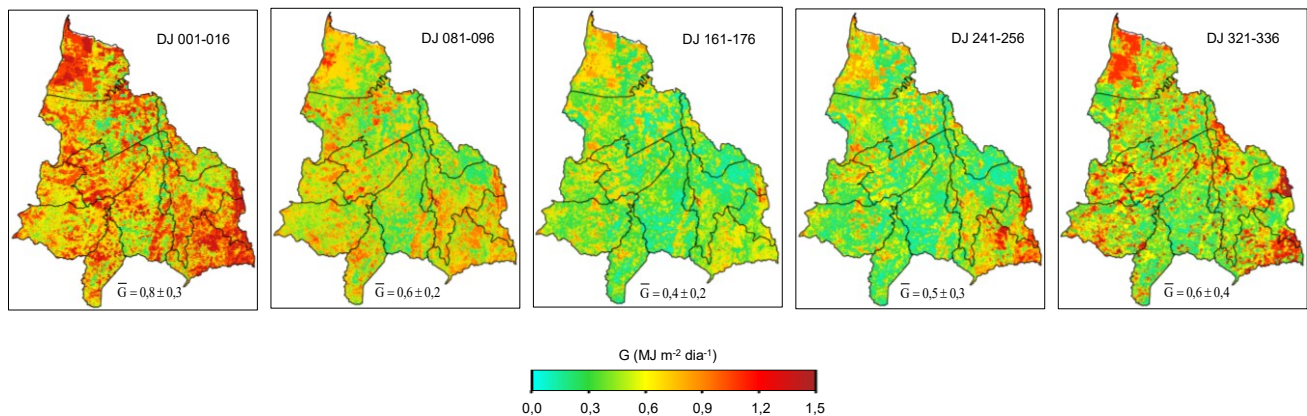 DJ 001-016
DJ 081-096
DJ 161-176
DJ 241-256
DJ 321-336
G̅ = 0,8 ± 0,3
G̅ = 0,6 ± 0,2
G̅ = 0,4 ± 0,2
G̅ = 0,5 ± 0,3
G̅ = 0,6 ± 0,4
G (MJ m⁻² dia⁻¹)
0,0 0,3 0,6 0,9 1,2 1,5